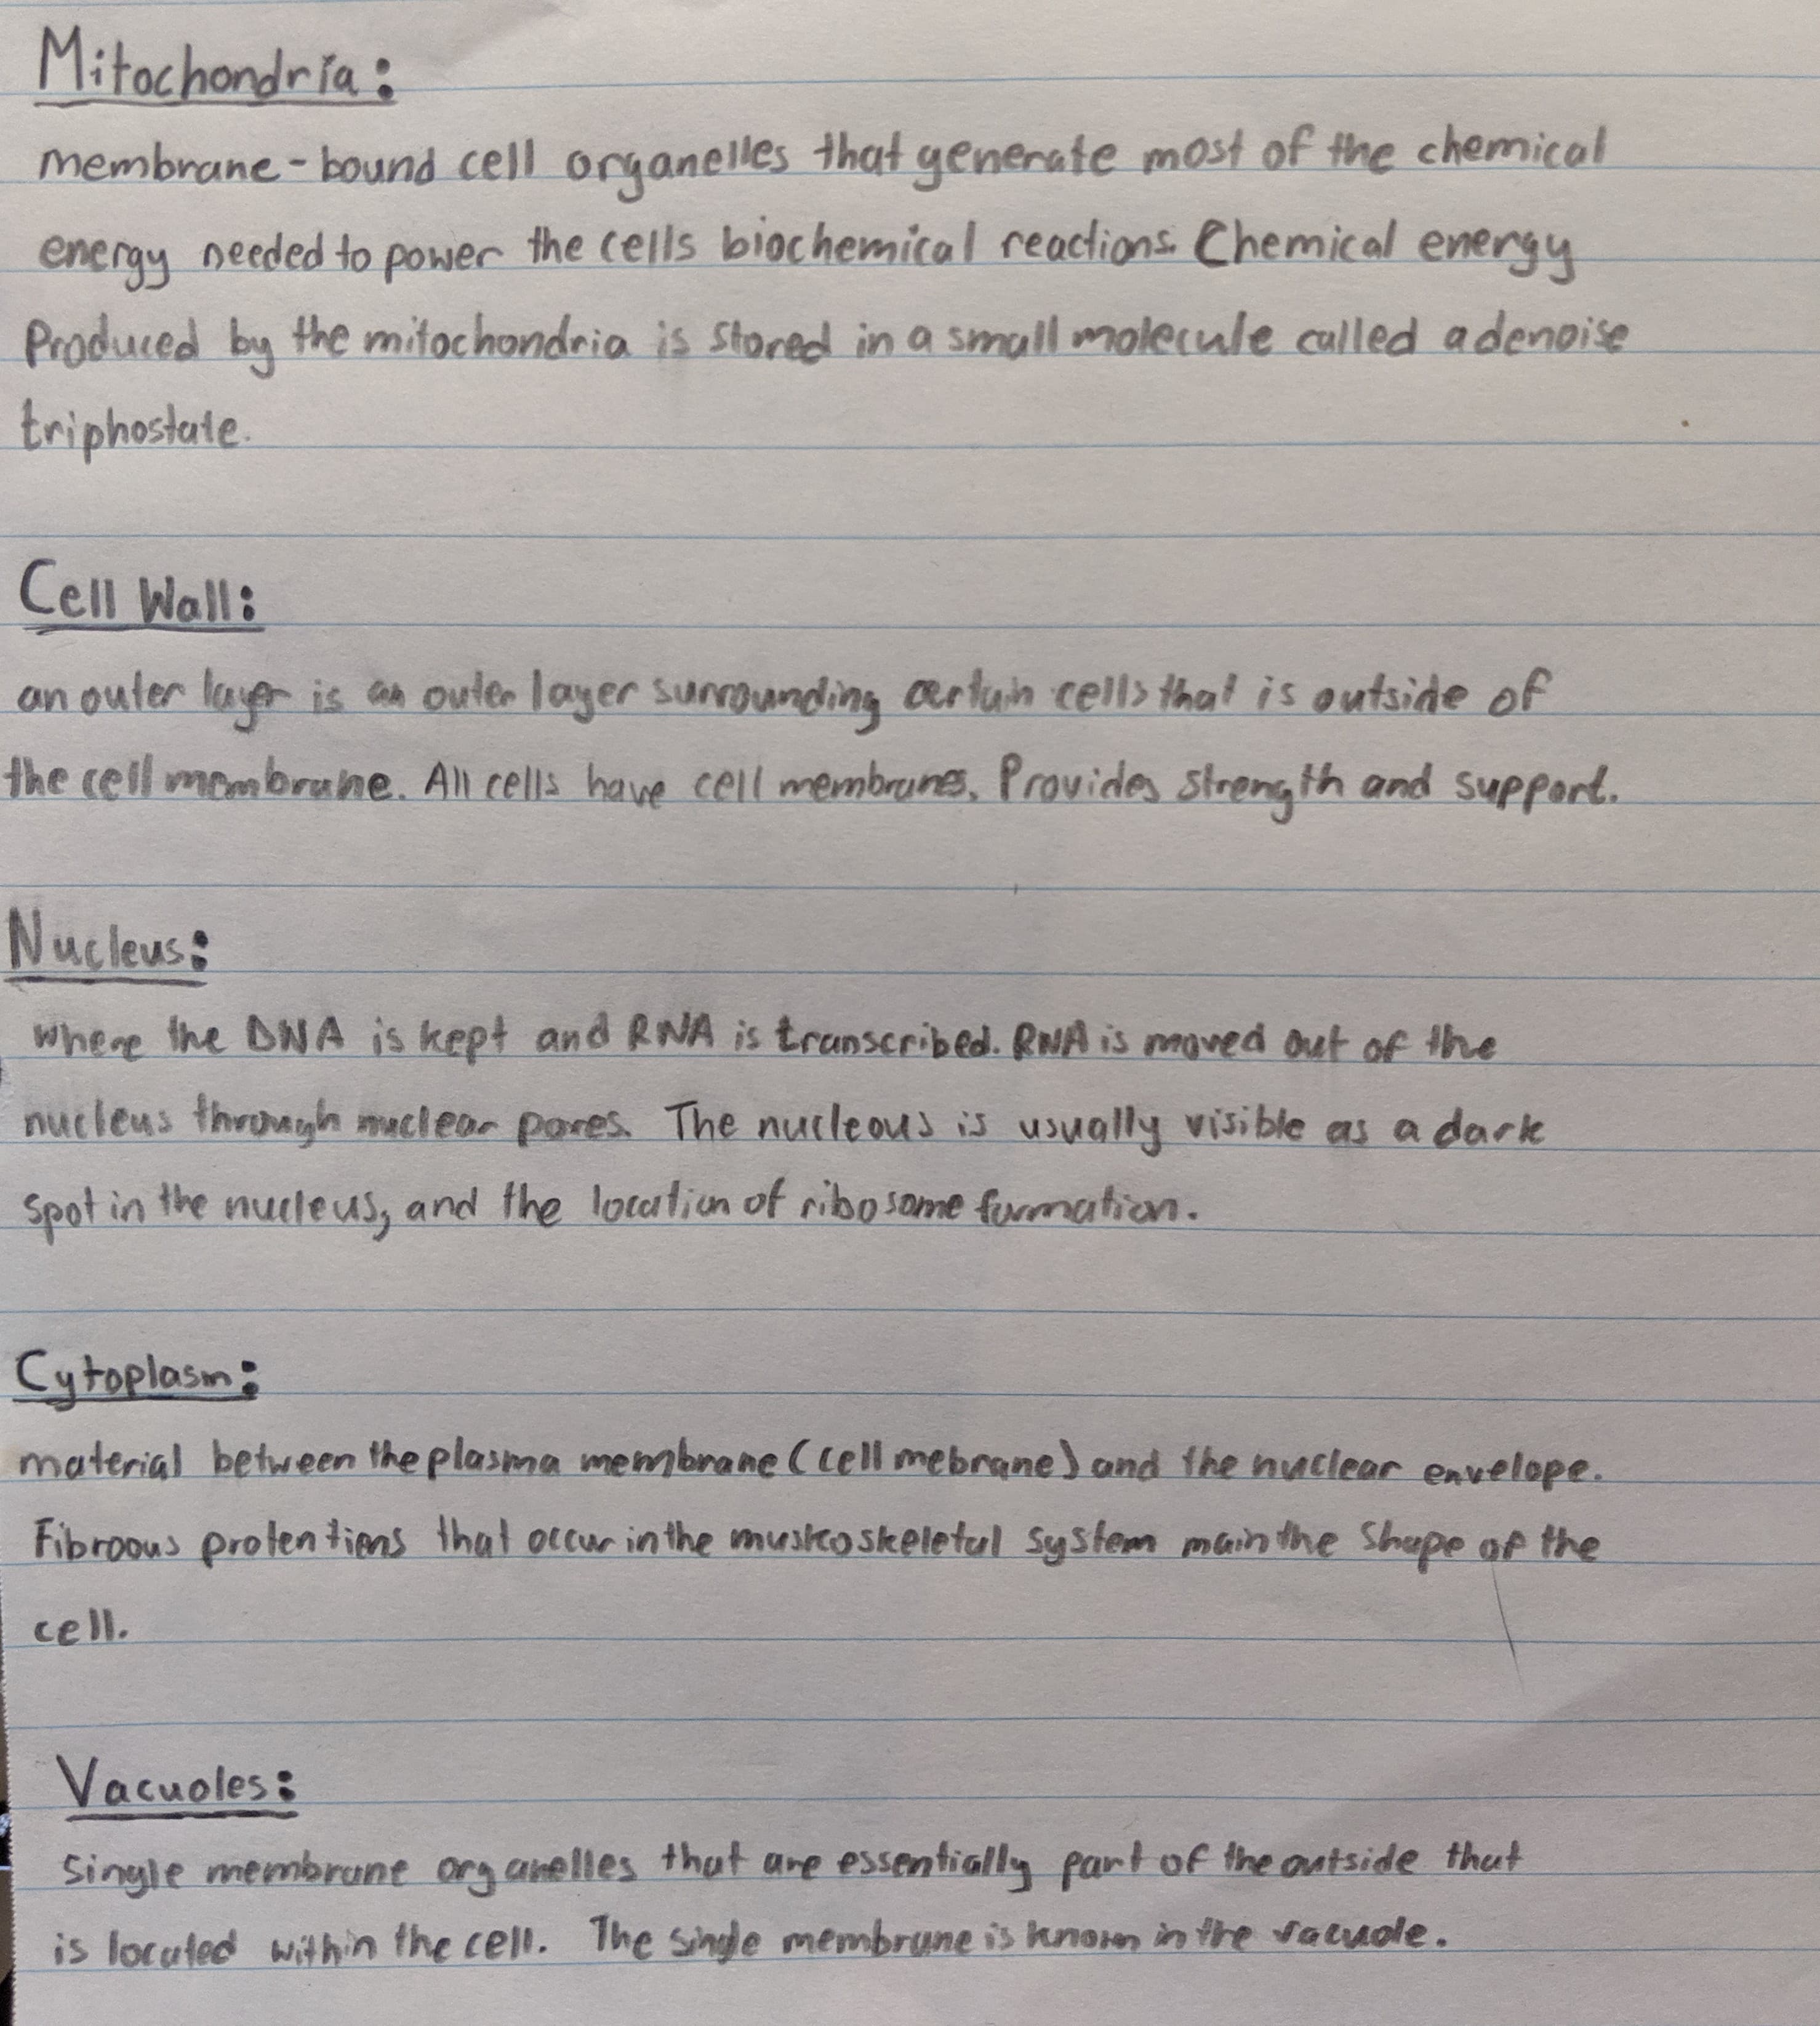 Mitochondria:
membrane-bound cell organelles that generate most of the chemical
energy needed to power the cells biochemical reactions. Chemical energy
Produced by the mitochondria is stored in a small molecule called adenoise
triphostate.
Cell Wall:
an outer layer is an outer layer surrounding certain cells that is outside of
the cell membrane. All cells have cell membranes. Provides strength and support.
Nucleus:
where the DNA is kept and RNA is transcribed. RNA is moved out of the
nucleus through nuclear pores. The nucleous is usually visible as a dark
spot in the nucleus, and the location of ribosome formation.
Cytoplasm:
material between the plasma membrane (cell mebrane) and the nuclear envelope.
Fibroous protentions that occur in the muskoskeletal system main the shape of the
cell.
Vacuoles:
single membrane organelles that are essentially part of the outside that
is located within the cell. The single membrane is known in the vacuole.